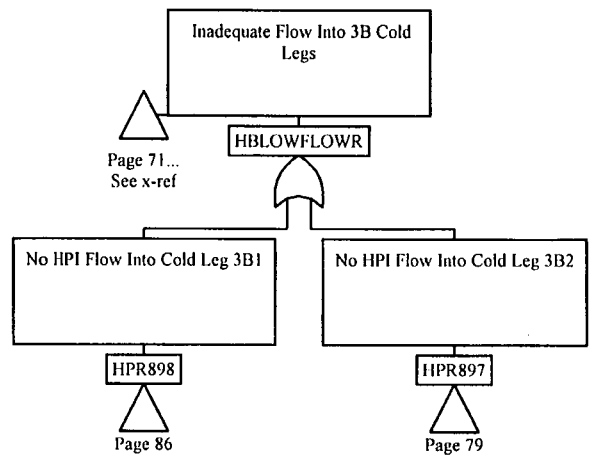 Inadequate Flow Into 3B Cold
Legs
HBLOWFLOWR
Page 71...
See x-ref
No HPI Flow Into Cold Leg 3B1
No HPI Flow Into Cold Leg 3B2
HPR898
HPR897
Page 86
Page 79